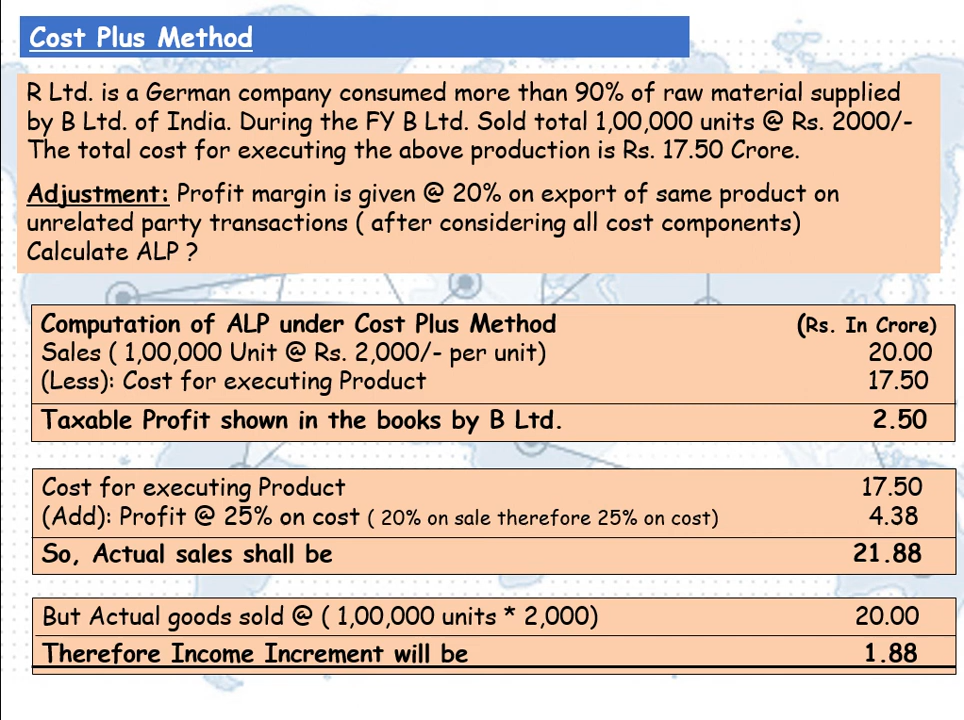 Cost Plus Method
R Ltd. is a German company consumed more than 90% of raw material supplied
by B Ltd. of India. During the FY B Ltd. Sold total 1,00,000 units @ Rs. 2000/-
The total cost for executing the above production is Rs. 17.50 Crore.
Adjustment: Profit margin is given @ 20% on export of same product on
unrelated party transactions ( after considering all cost components)
Calculate ALP ?
Computation of ALP under Cost Plus Method (Rs. In Crore)
Sales ( 1,00,000 Unit @ Rs. 2,000/- per unit) 20.00
(Less): Cost for executing Product 17.50
Taxable Profit shown in the books by B Ltd. 2.50
Cost for executing Product 17.50
(Add): Profit @ 25% on cost ( 20% on sale therefore 25% on cost) 4.38
So, Actual sales shall be 21.88
But Actual goods sold @ ( 1,00,000 units * 2,000) 20.00
Therefore Income Increment will be 1.88